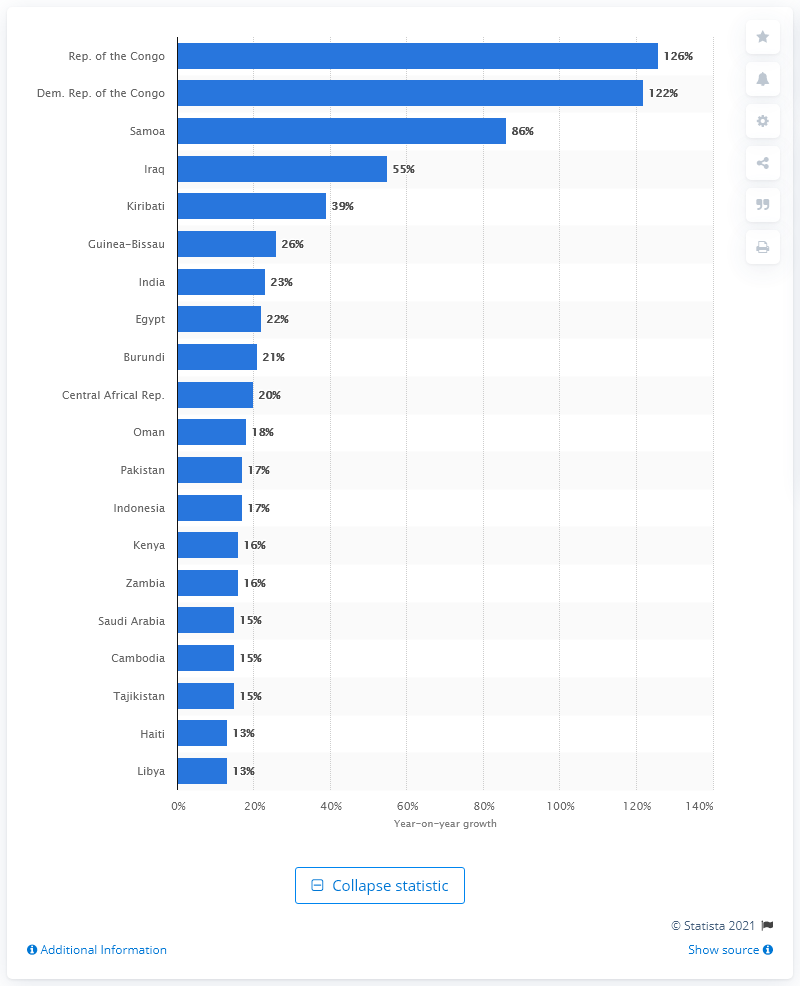 Rep. of the Congo 126%
Dem. Rep. of the Congo 122%
Samoa 86%
Iraq 55%
Kiribati 39%
Guinea-Bissau 26%
India 23%
Egypt 22%
Burundi 21%
Central Africal Rep. 20%
Oman 18%
Pakistan 17%
Indonesia 17%
Kenya 16%
Zambia 16%
Saudi Arabia 15%
Cambodia 15%
Tajikistan 15%
Haiti 13%
Libya 13%
0% 20% 40% 60% 80% 100% 120% 140%
Year-on-year growth
Collapse statistic
© Statista 2021
Additional Information Show source